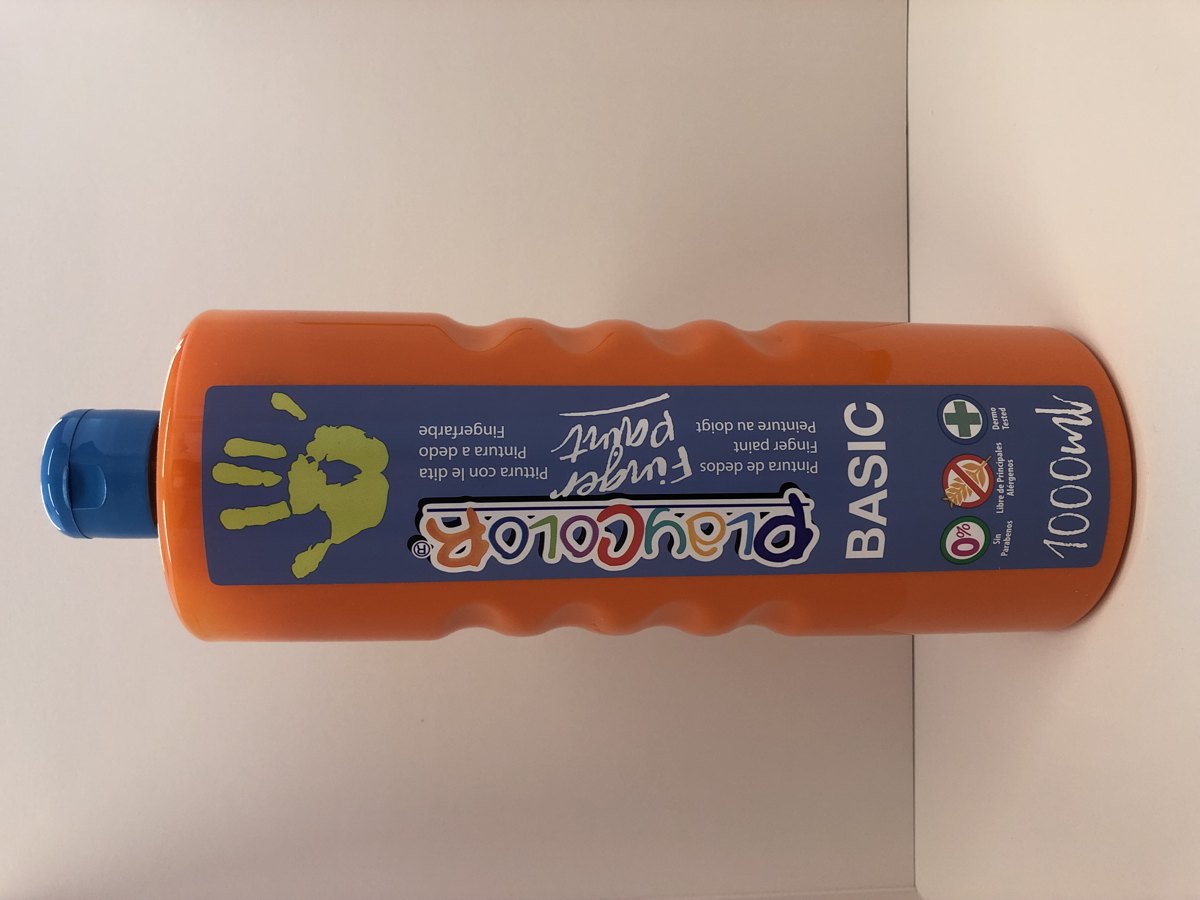 PLAYCOLOR®
Finger
paint
Pintura de dedos
Finger paint
Peinture au doigt
Pittura con le dita
Pintura a dedo
Fingerfarbe
BASIC
0%
Sin
Parabenos
Libre de Principales
Alérgenos
Dermo
Tested
1000ml